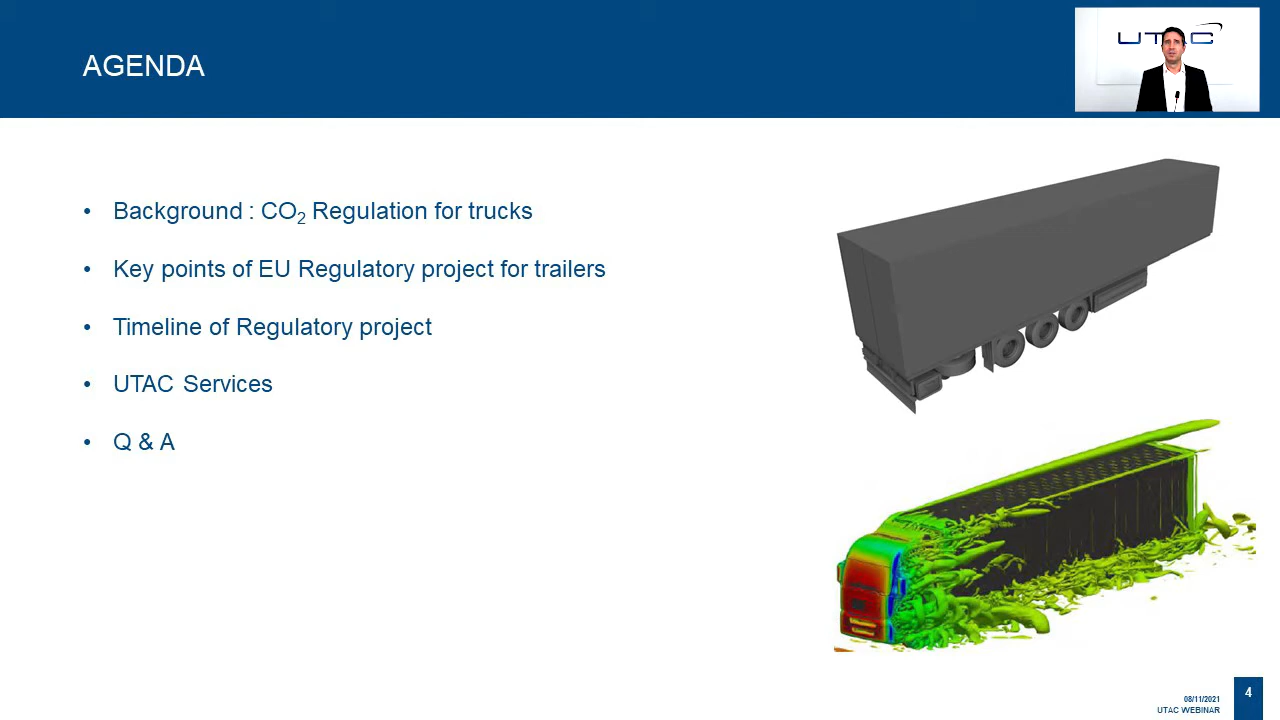 AGENDA
UTAC
• Background : CO₂ Regulation for trucks
• Key points of EU Regulatory project for trailers
• Timeline of Regulatory project
• UTAC Services
• Q & A
08/11/2021
UTAC WEBINAR
4